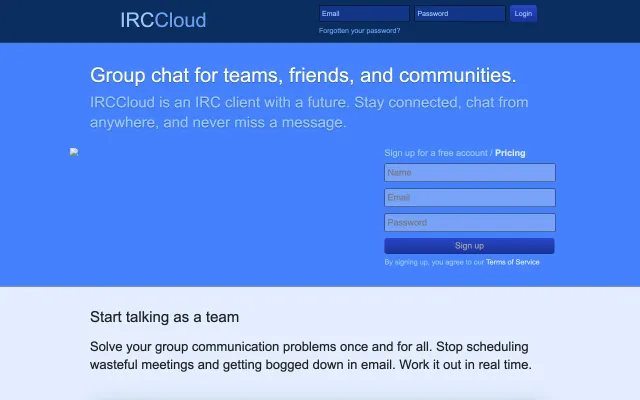 IRCCloud
Email
Password
Login
Forgotten your password?
Group chat for teams, friends, and communities.
IRCCloud is an IRC client with a future. Stay connected, chat from
anywhere, and never miss a message.
Sign up for a free account / Pricing
Name
Email
Password
Sign up
By signing up, you agree to our Terms of Service
Start talking as a team
Solve your group communication problems once and for all. Stop scheduling
wasteful meetings and getting bogged down in email. Work it out in real time.